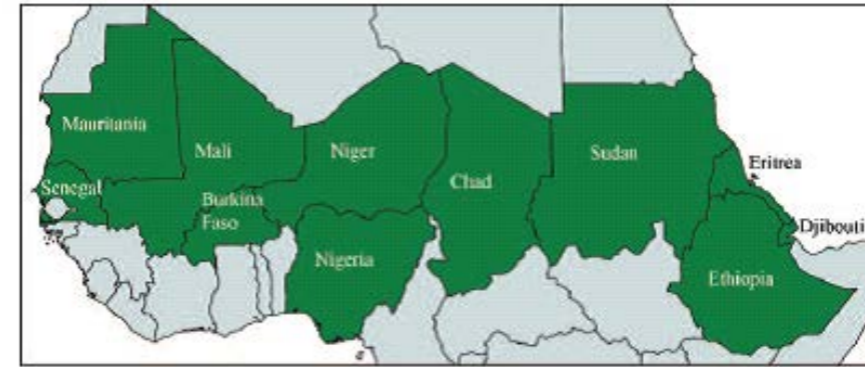 Mauritania
Mali
Niger
Sudan
Eritrea
Chad
Senegal
Burkina
Faso
Djibouti
Nigeria
Ethiopia